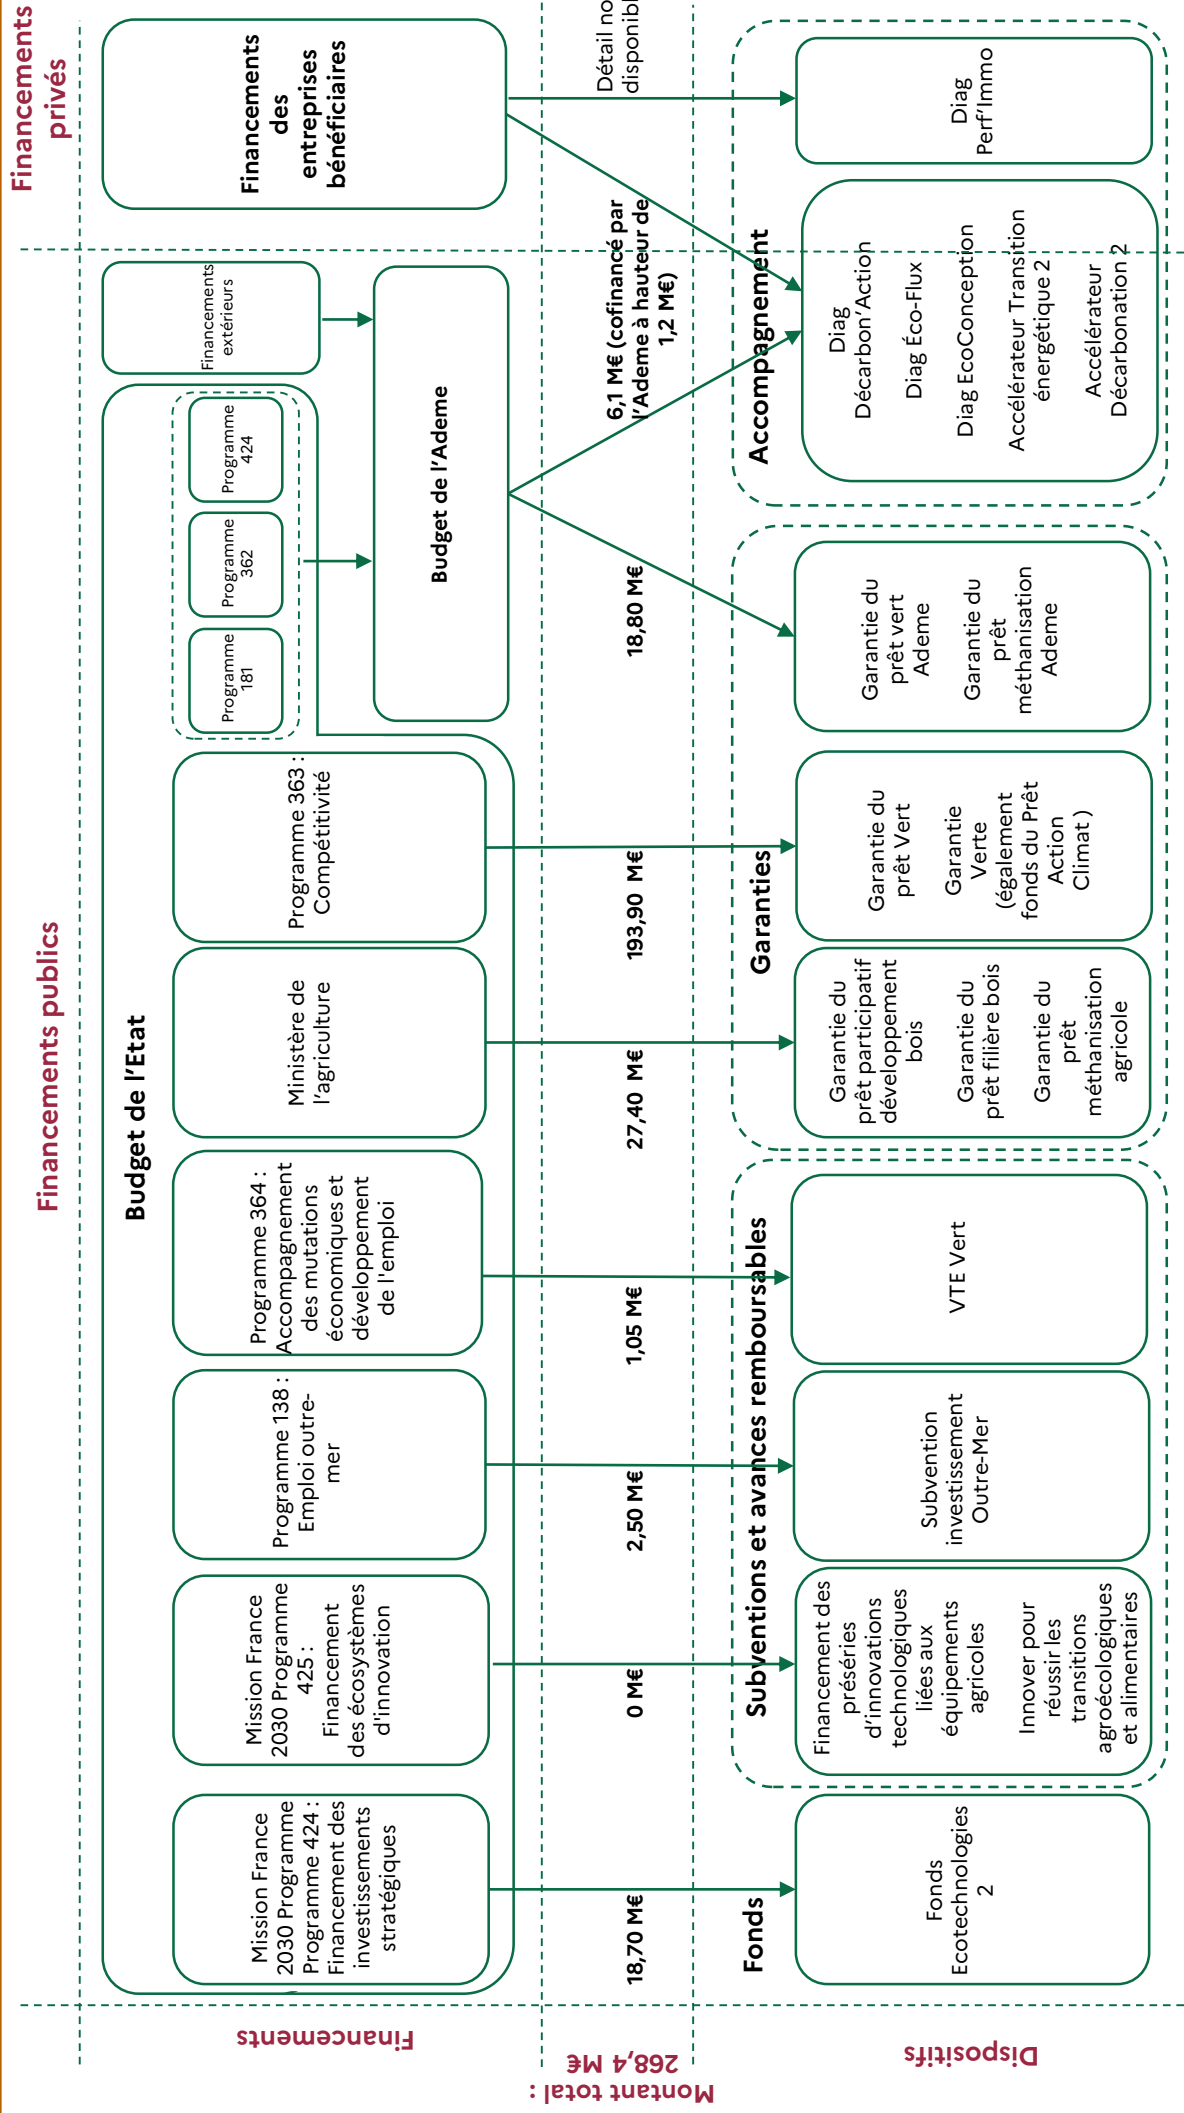 Financements publics
Financements
privés
Financements
Budget de l'Etat
Mission France
2030 Programme
Programme 424 :
Financement des
investissements
stratégiques
Mission France
2030 Programme
425 :
Financement
des écosystèmes
d'innovation
Programme 138 :
Emploi outre-
mer
Programme 364 :
Accompagnement
des mutations
économiques et
développement
de l'emploi
Ministère de
l'agriculture
Programme 363 :
Compétitivité
Programme
181
Programme
362
Programme
424
Financements
extérieurs
Budget de l'Ademe
Financements
des
entreprises
bénéficiaires
Montant total :
268,4 M€
18,70 M€
0 M€
2,50 M€
1,05 M€
27,40 M€
193,90 M€
18,80 M€
6,1 M€ (cofinancé par
l'Ademe à hauteur de
1,2 M€)
Détail no
disponibl
Dispositifs
Fonds
Fonds
Ecotechnologies
2
Subventions et avances remboursables
Financement des
préséries
d'innovations
technologiques
liées aux
équipements
agricoles
Innover pour
réussir les
transitions
agroécologiques
et alimentaires
Subvention
investissement
Outre-Mer
VTE Vert
Garanties
Garantie du
prêt participatif
développement
bois
Garantie du
prêt filière bois
Garantie du
prêt
méthanisation
agricole
Garantie du
prêt Vert
Garantie
Verte
(également
fonds du Prêt
Action
Climat )
Garantie du
prêt vert
Ademe
Garantie du
prêt
méthanisation
Ademe
Accompagnement
Diag
Décarbon'Action
Diag Éco-Flux
Diag EcoConception
Accélérateur Transition
énergétique 2
Accélérateur
Décarbonation 2
Diag
Perf'Immo